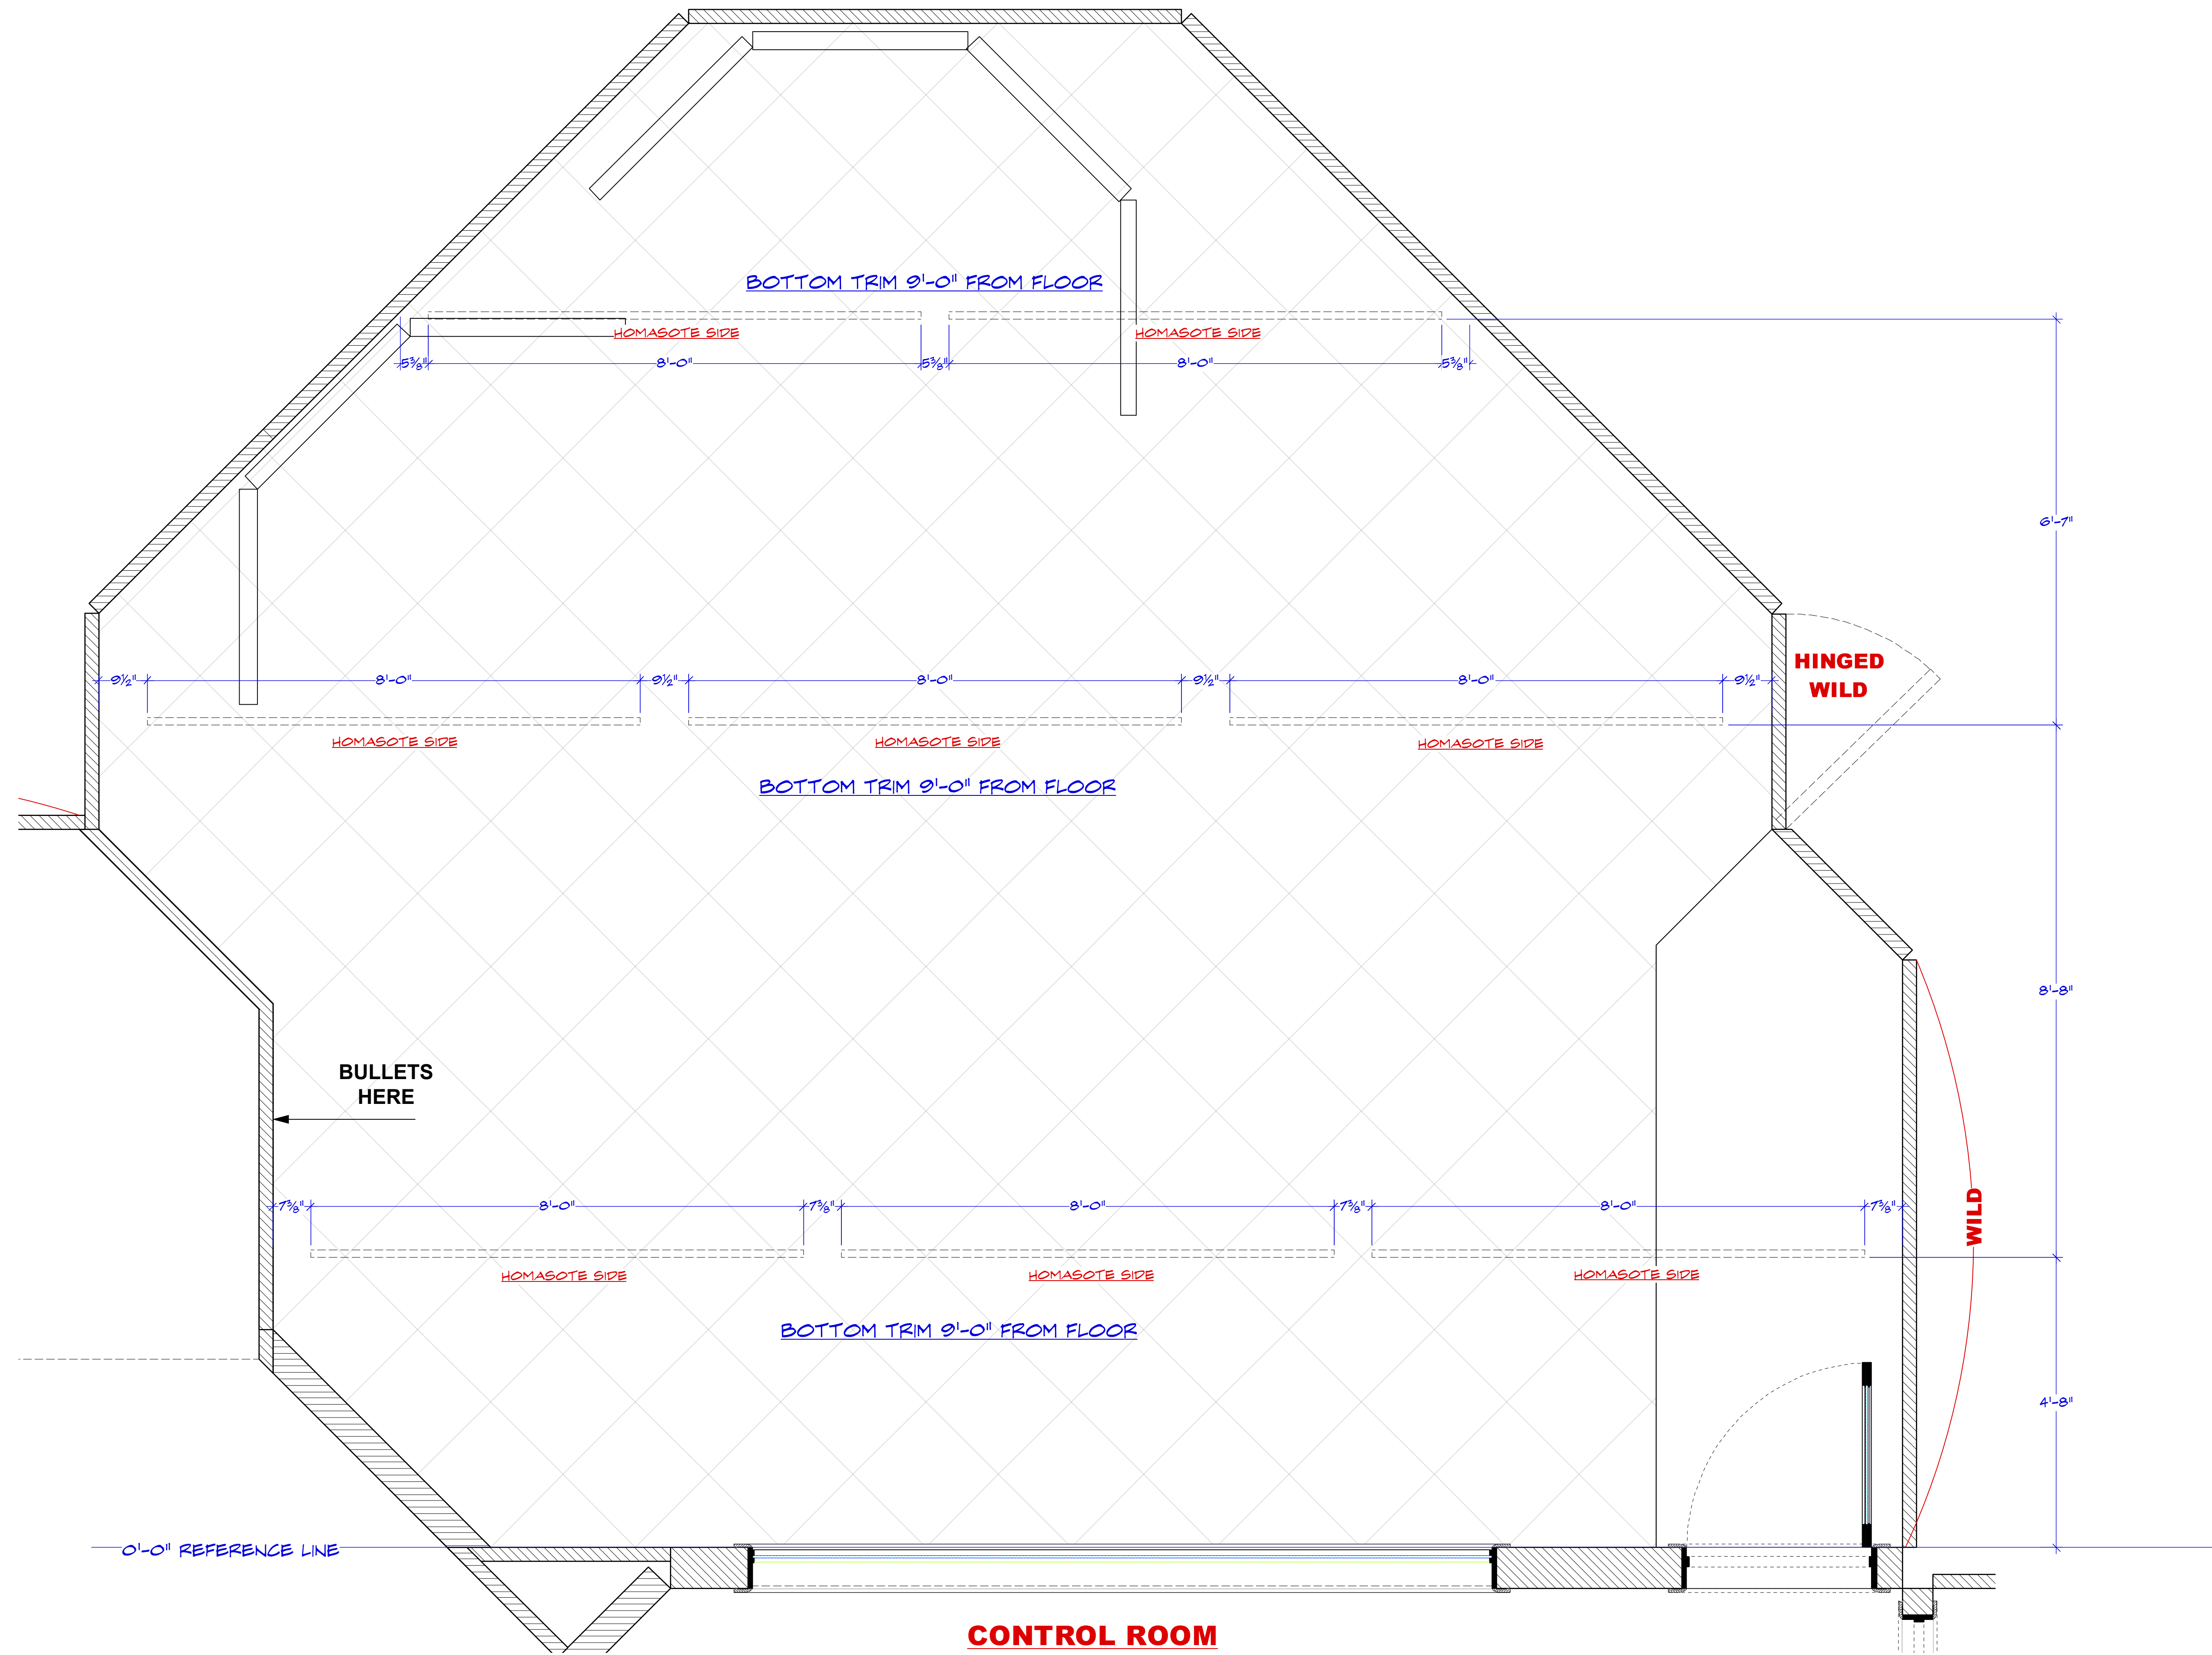 BOTTOM TRIM 9'-0" FROM FLOOR
HOMASOTE SIDE
HOMASOTE SIDE
5⅜"
8'-0"
5⅜"
8'-0"
5⅜"
6'-7"
HINGED
WILD
9½"
8'-0"
9½"
8'-0"
9½"
8'-0"
9½"
HOMASOTE SIDE
HOMASOTE SIDE
HOMASOTE SIDE
BOTTOM TRIM 9'-0" FROM FLOOR
8'-8"
BULLETS
HERE
7⅜"
8'-0"
7⅜"
8'-0"
7⅜"
8'-0"
7⅜"
WILD
HOMASOTE SIDE
HOMASOTE SIDE
HOMASOTE SIDE
BOTTOM TRIM 9'-0" FROM FLOOR
4'-8"
0'-0" REFERENCE LINE
CONTROL ROOM